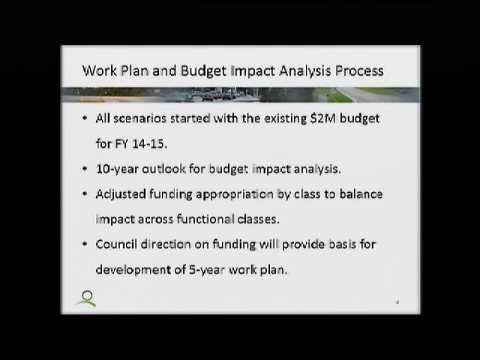 Work Plan and Budget Impact Analysis Process
• All scenarios started with the existing $2M budget
for FY 14-15.
• 10-year outlook for budget impact analysis.
• Adjusted funding appropriation by class to balance
impact across functional classes.
• Council direction on funding will provide basis for
development of 5-year work plan.
4